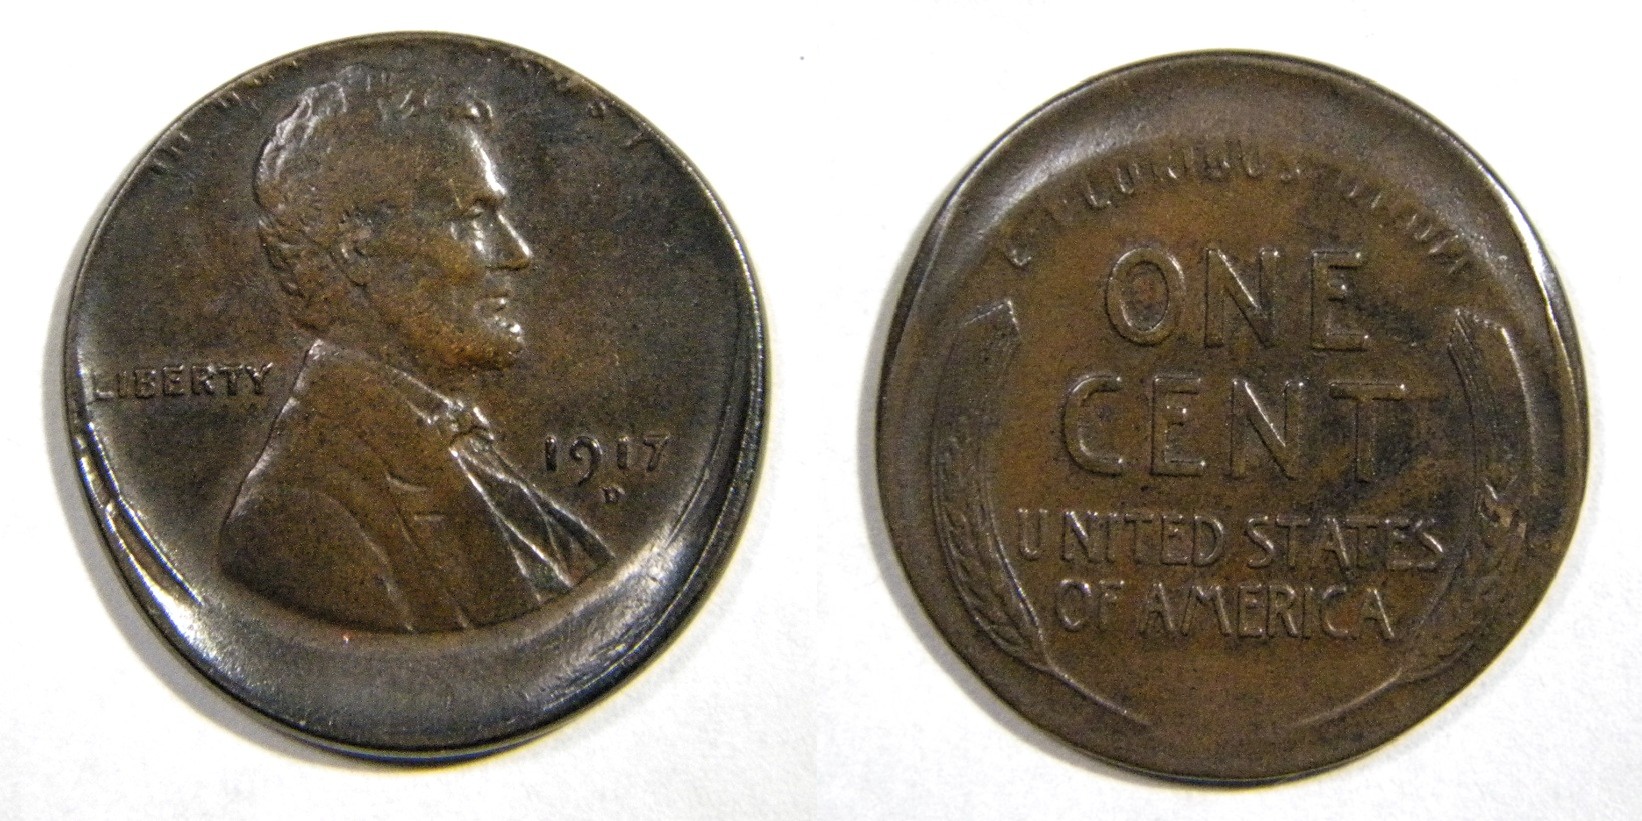 LIBERTY
1917
D
ONE
CENT
UNITED STATES
OF AMERICA